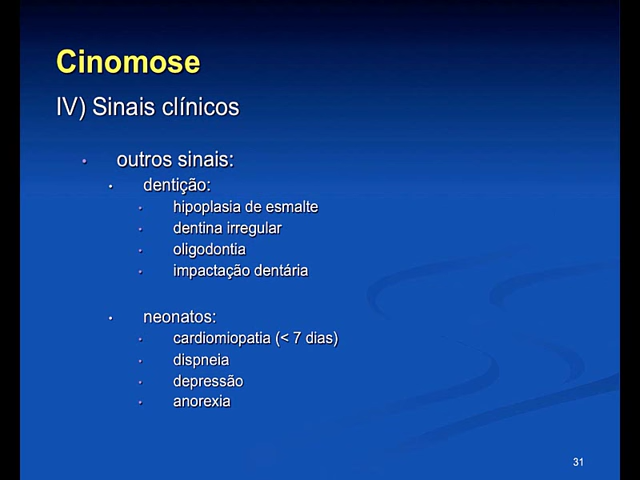 Cinomose
IV) Sinais clínicos
• outros sinais:
• dentição:
• hipoplasia de esmalte
• dentina irregular
• oligodontia
• impactação dentária
• neonatos:
• cardiomiopatia (< 7 dias)
• dispneia
• depressão
• anorexia
31